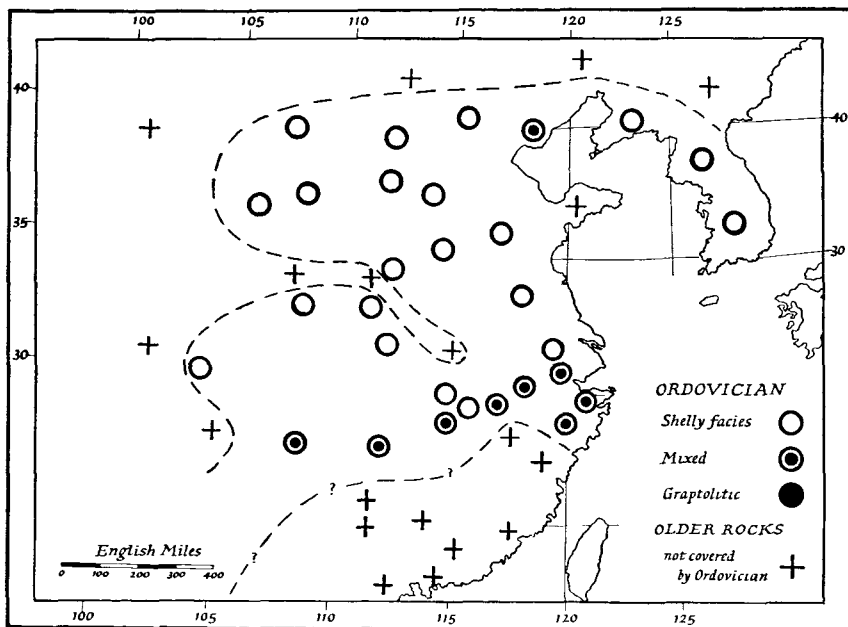 100 105 110 115 120 125
40
40
35
30
30
ORDOVICIAN
Shelly facies
Mixed
Graptolitic
OLDER ROCKS
not covered
by Ordovician
? ? ?
English Miles
0 100 200 300 400
100 105 110 115 120 125